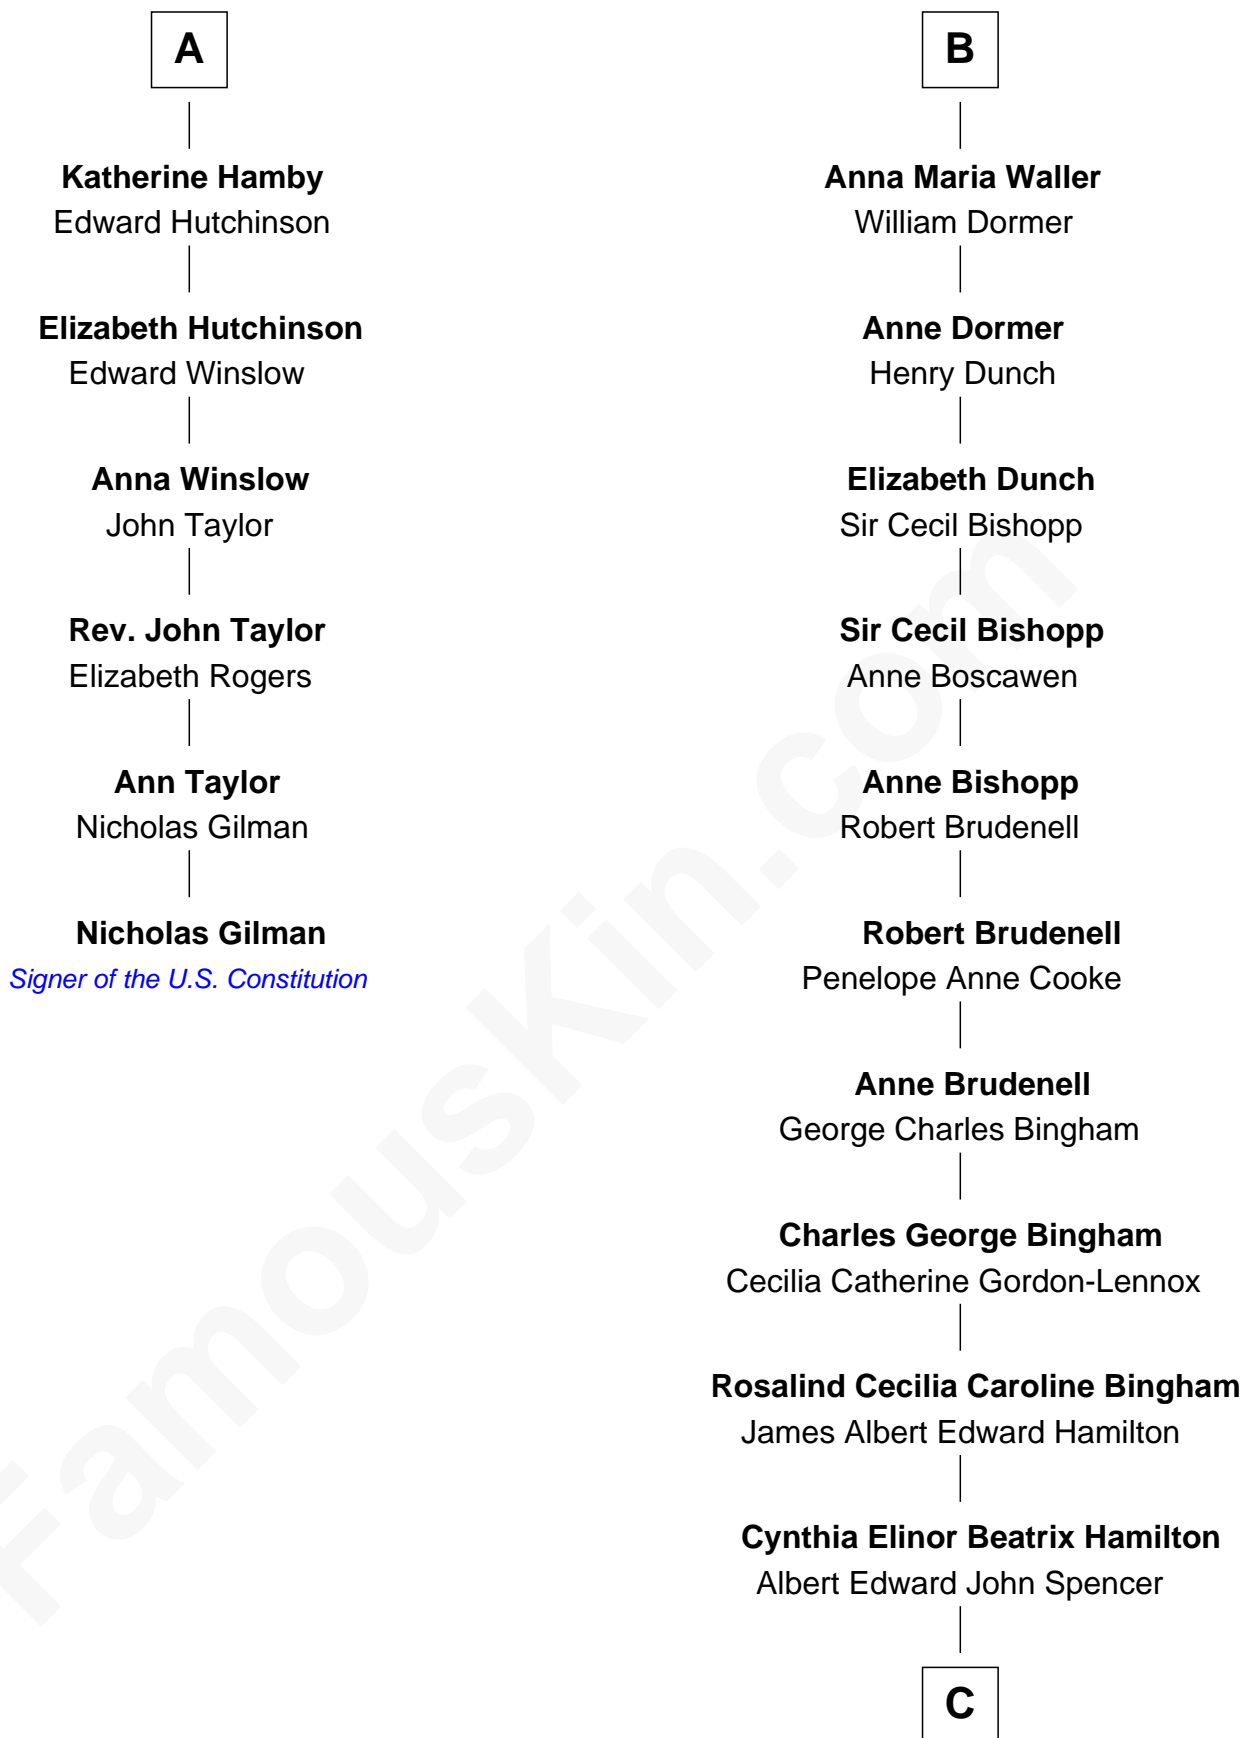 A
Katherine Hamby
Edward Hutchinson
Elizabeth Hutchinson
Edward Winslow
Anna Winslow
John Taylor
Rev. John Taylor
Elizabeth Rogers
Ann Taylor
Nicholas Gilman
Nicholas Gilman
Signer of the U.S. Constitution
B
Anna Maria Waller
William Dormer
Anne Dormer
Henry Dunch
Elizabeth Dunch
Sir Cecil Bishopp
Sir Cecil Bishopp
Anne Boscawen
Anne Bishopp
Robert Brudenell
Robert Brudenell
Penelope Anne Cooke
Anne Brudenell
George Charles Bingham
Charles George Bingham
Cecilia Catherine Gordon-Lennox
Rosalind Cecilia Caroline Bingham
James Albert Edward Hamilton
Cynthia Elinor Beatrix Hamilton
Albert Edward John Spencer
C
FamousKin.com